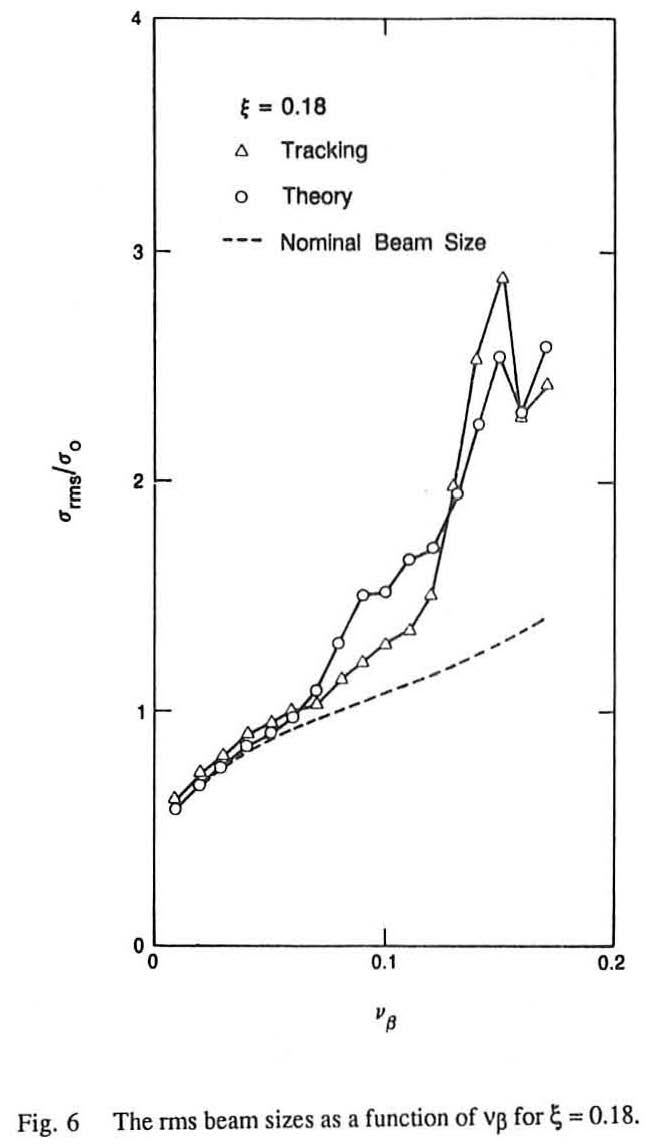 4
ξ = 0.18
△ Tracking
○ Theory
--- Nominal Beam Size
3
σrms/σo
2
1
0
0 0.1 0.2
νβ
Fig. 6 The rms beam sizes as a function of νβ for ξ = 0.18.